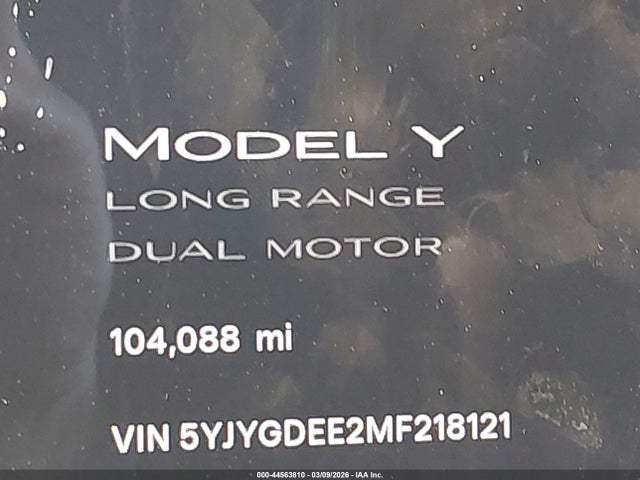 MODEL Y
LONG RANGE
DUAL MOTOR
104,088 mi
VIN 5YJYGDEE2MF218121
000-44563810 - 03/09/2026 - IAA Inc.